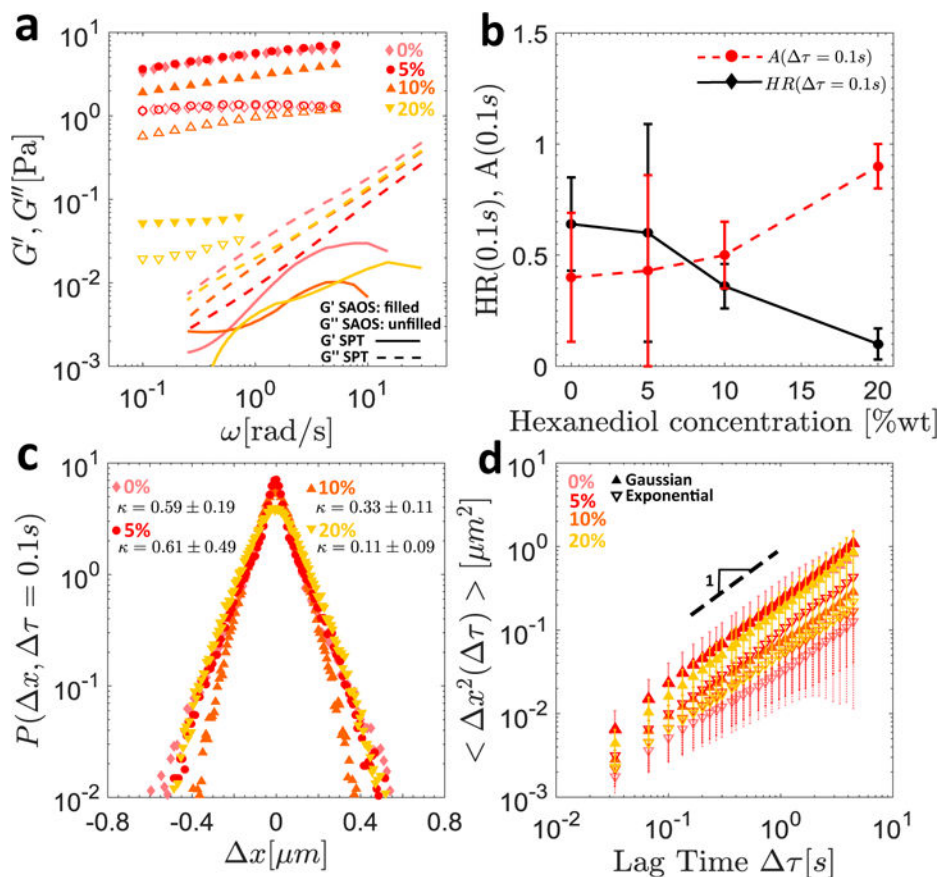 a
10^1
10^0
10^-1
10^-2
10^-3
G', G''[Pa]
0%
5%
10%
20%
G' SAOS: filled
G'' SAOS: unfilled
G' SPT
G'' SPT
10^-1
10^0
10^1
ω[rad/s]
b
1.5
1
0.5
0
HR(0.1s), A(0.1s)
A(Δτ = 0.1s)
HR(Δτ = 0.1s)
0
5
10
15
20
Hexanediol concentration [%wt]
c
10^1
10^0
10^-1
10^-2
P(Δx, Δτ = 0.1s)
0%
κ = 0.59 ± 0.19
5%
κ = 0.61 ± 0.49
10%
κ = 0.33 ± 0.11
20%
κ = 0.11 ± 0.09
-0.8
-0.4
0
0.4
0.8
Δx[μm]
d
10^1
10^0
10^-1
10^-2
10^-3
< Δx^2(Δτ) > [μm^2]
0%
5%
10%
20%
Gaussian
Exponential
1
10^-2
10^-1
10^0
10^1
Lag Time Δτ[s]